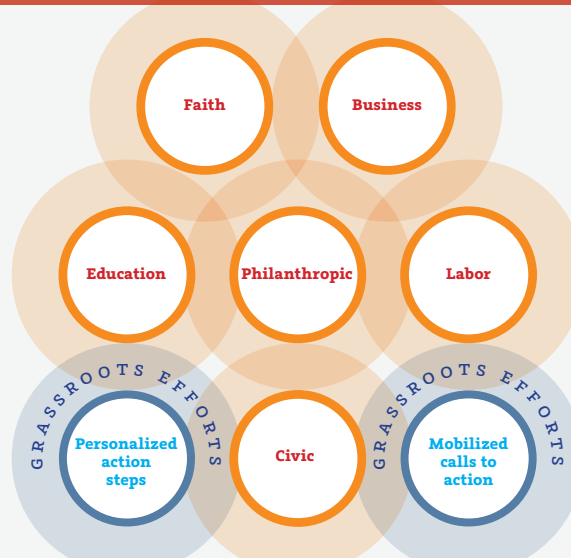 Faith
Business
Education
Philanthropic
Labor
GRASSROOTS EFFORTS
Personalized
action
steps
Civic
GRASSROOTS EFFORTS
Mobilized
calls to
action